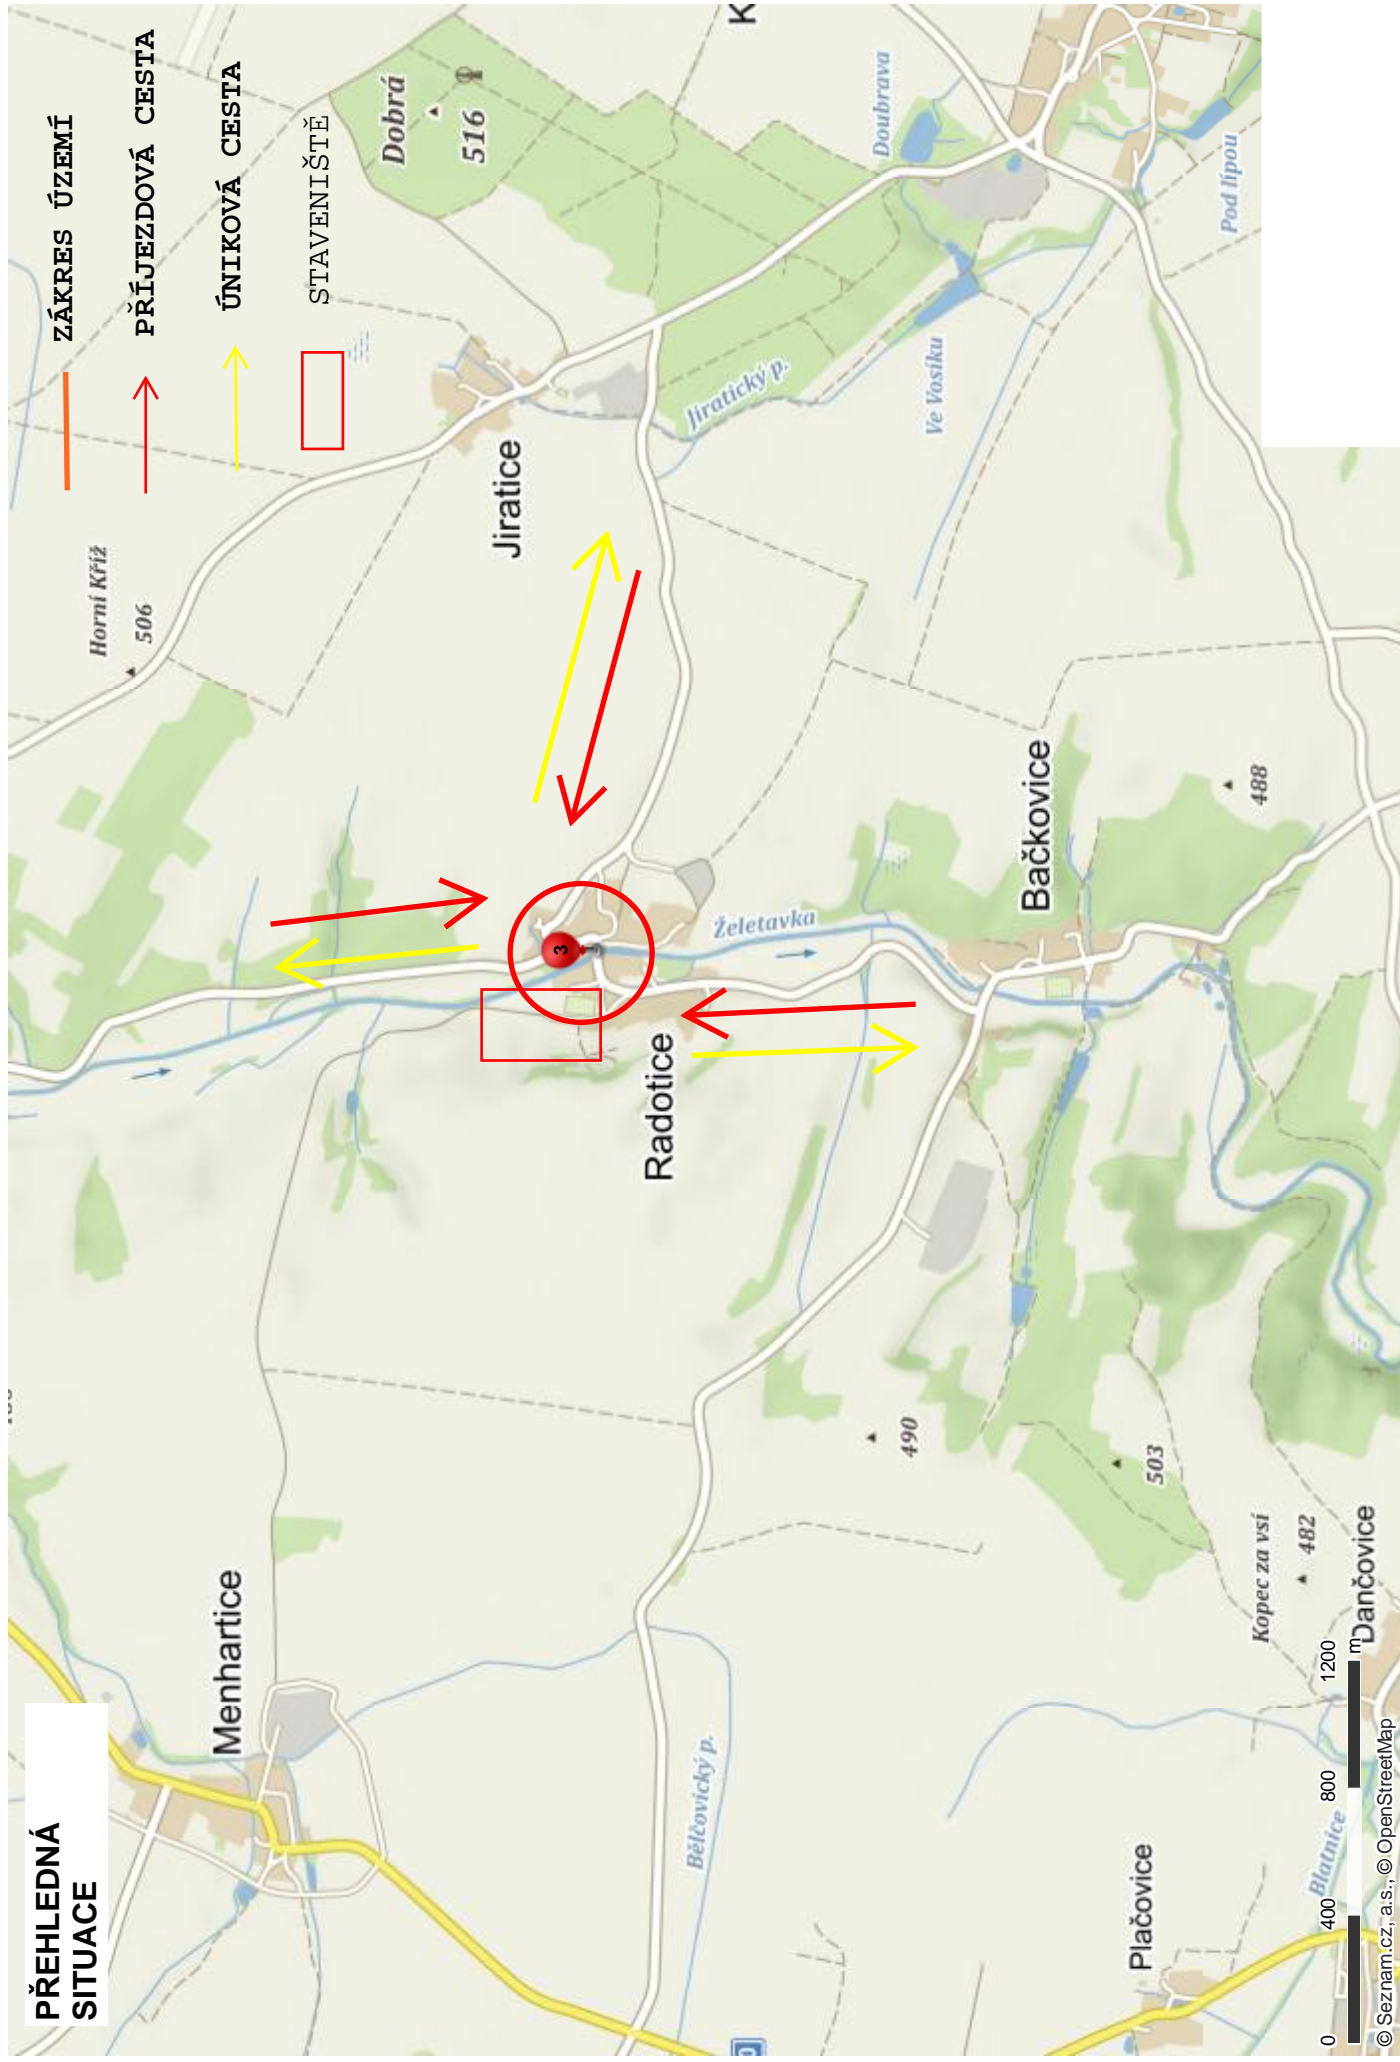 PŘEHLEDNÁ
SITUACE
ZÁKRES ÚZEMÍ
PŘÍJEZDOVÁ CESTA
ÚNIKOVÁ CESTA
STAVENIŠTĚ
Menhartice
Horní Kříž
506
Dobrá
516
K
Jiratice
Jiratický p.
Doubrava
Ve Vosiku
Pod lípou
3
Radotice
Želetavka
Bačkovice
488
Bělčovický p.
490
503
Kopec za vsí
482
Dančovice
Plačovice
Blatnice
0 400 800 1200
m
© Seznam.cz, a.s., © OpenStreetMap